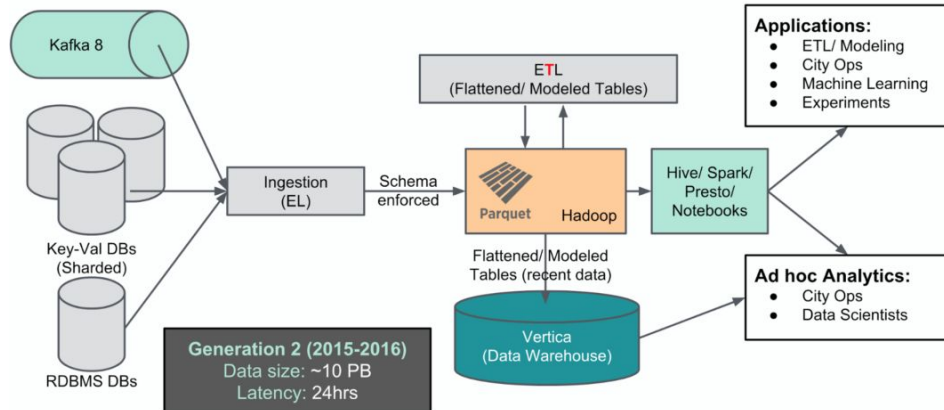 Kafka 8
Key-Val DBs
(Sharded)
RDBMS DBs
Ingestion
(EL)
Schema
enforced
ETL
(Flattened/ Modeled Tables)
Parquet
Hadoop
Flattened/ Modeled
Tables (recent data)
Vertica
(Data Warehouse)
Hive/ Spark/
Presto/
Notebooks
Applications:
● ETL/ Modeling
● City Ops
● Machine Learning
● Experiments
Ad hoc Analytics:
● City Ops
● Data Scientists
Generation 2 (2015-2016)
Data size: ~10 PB
Latency: 24hrs